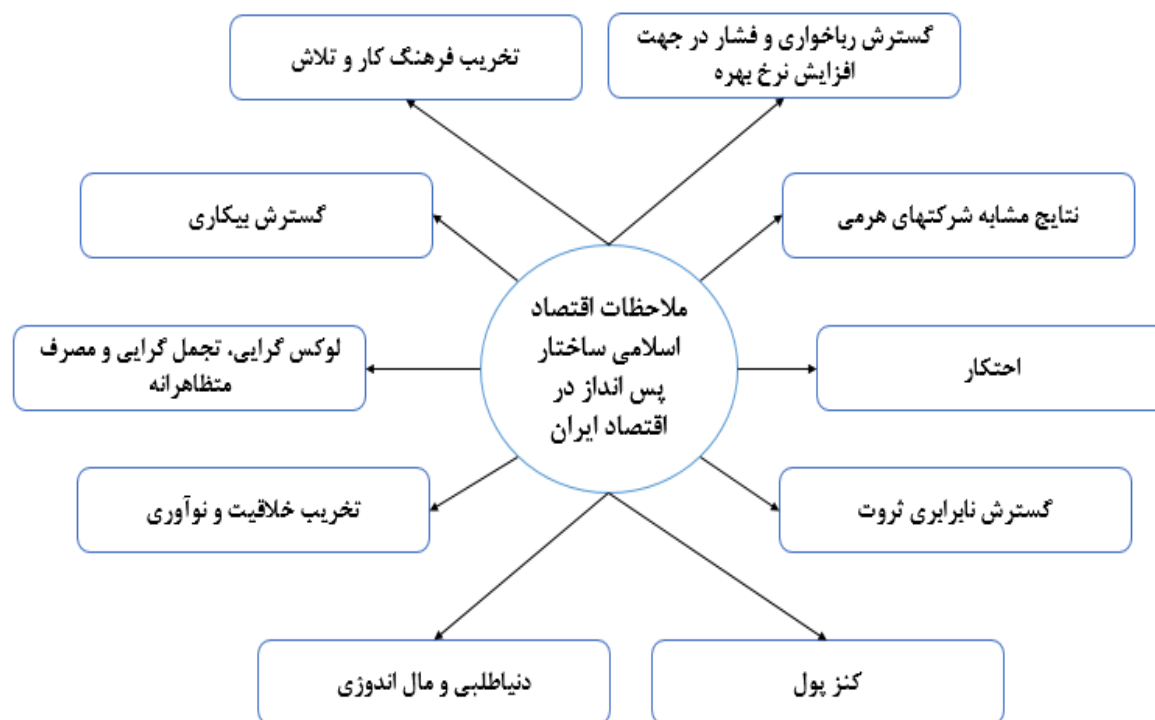 گسترش رباخواری و فشار در جهت
افزایش نرخ بهره
تخریب فرهنگ کار و تلاش
نتایج مشابه شرکتهای هرمی
گسترش بیکاری
ملاحظات اقتصاد
اسلامی ساختار
پس انداز در
اقتصاد ایران
احتکار
لوکس گرایی، تجمل گرایی و مصرف
متظاهرانه
گسترش نابرابری ثروت
تخریب خلاقیت و نوآوری
کنز پول
دنیاطلبی و مال اندوزی